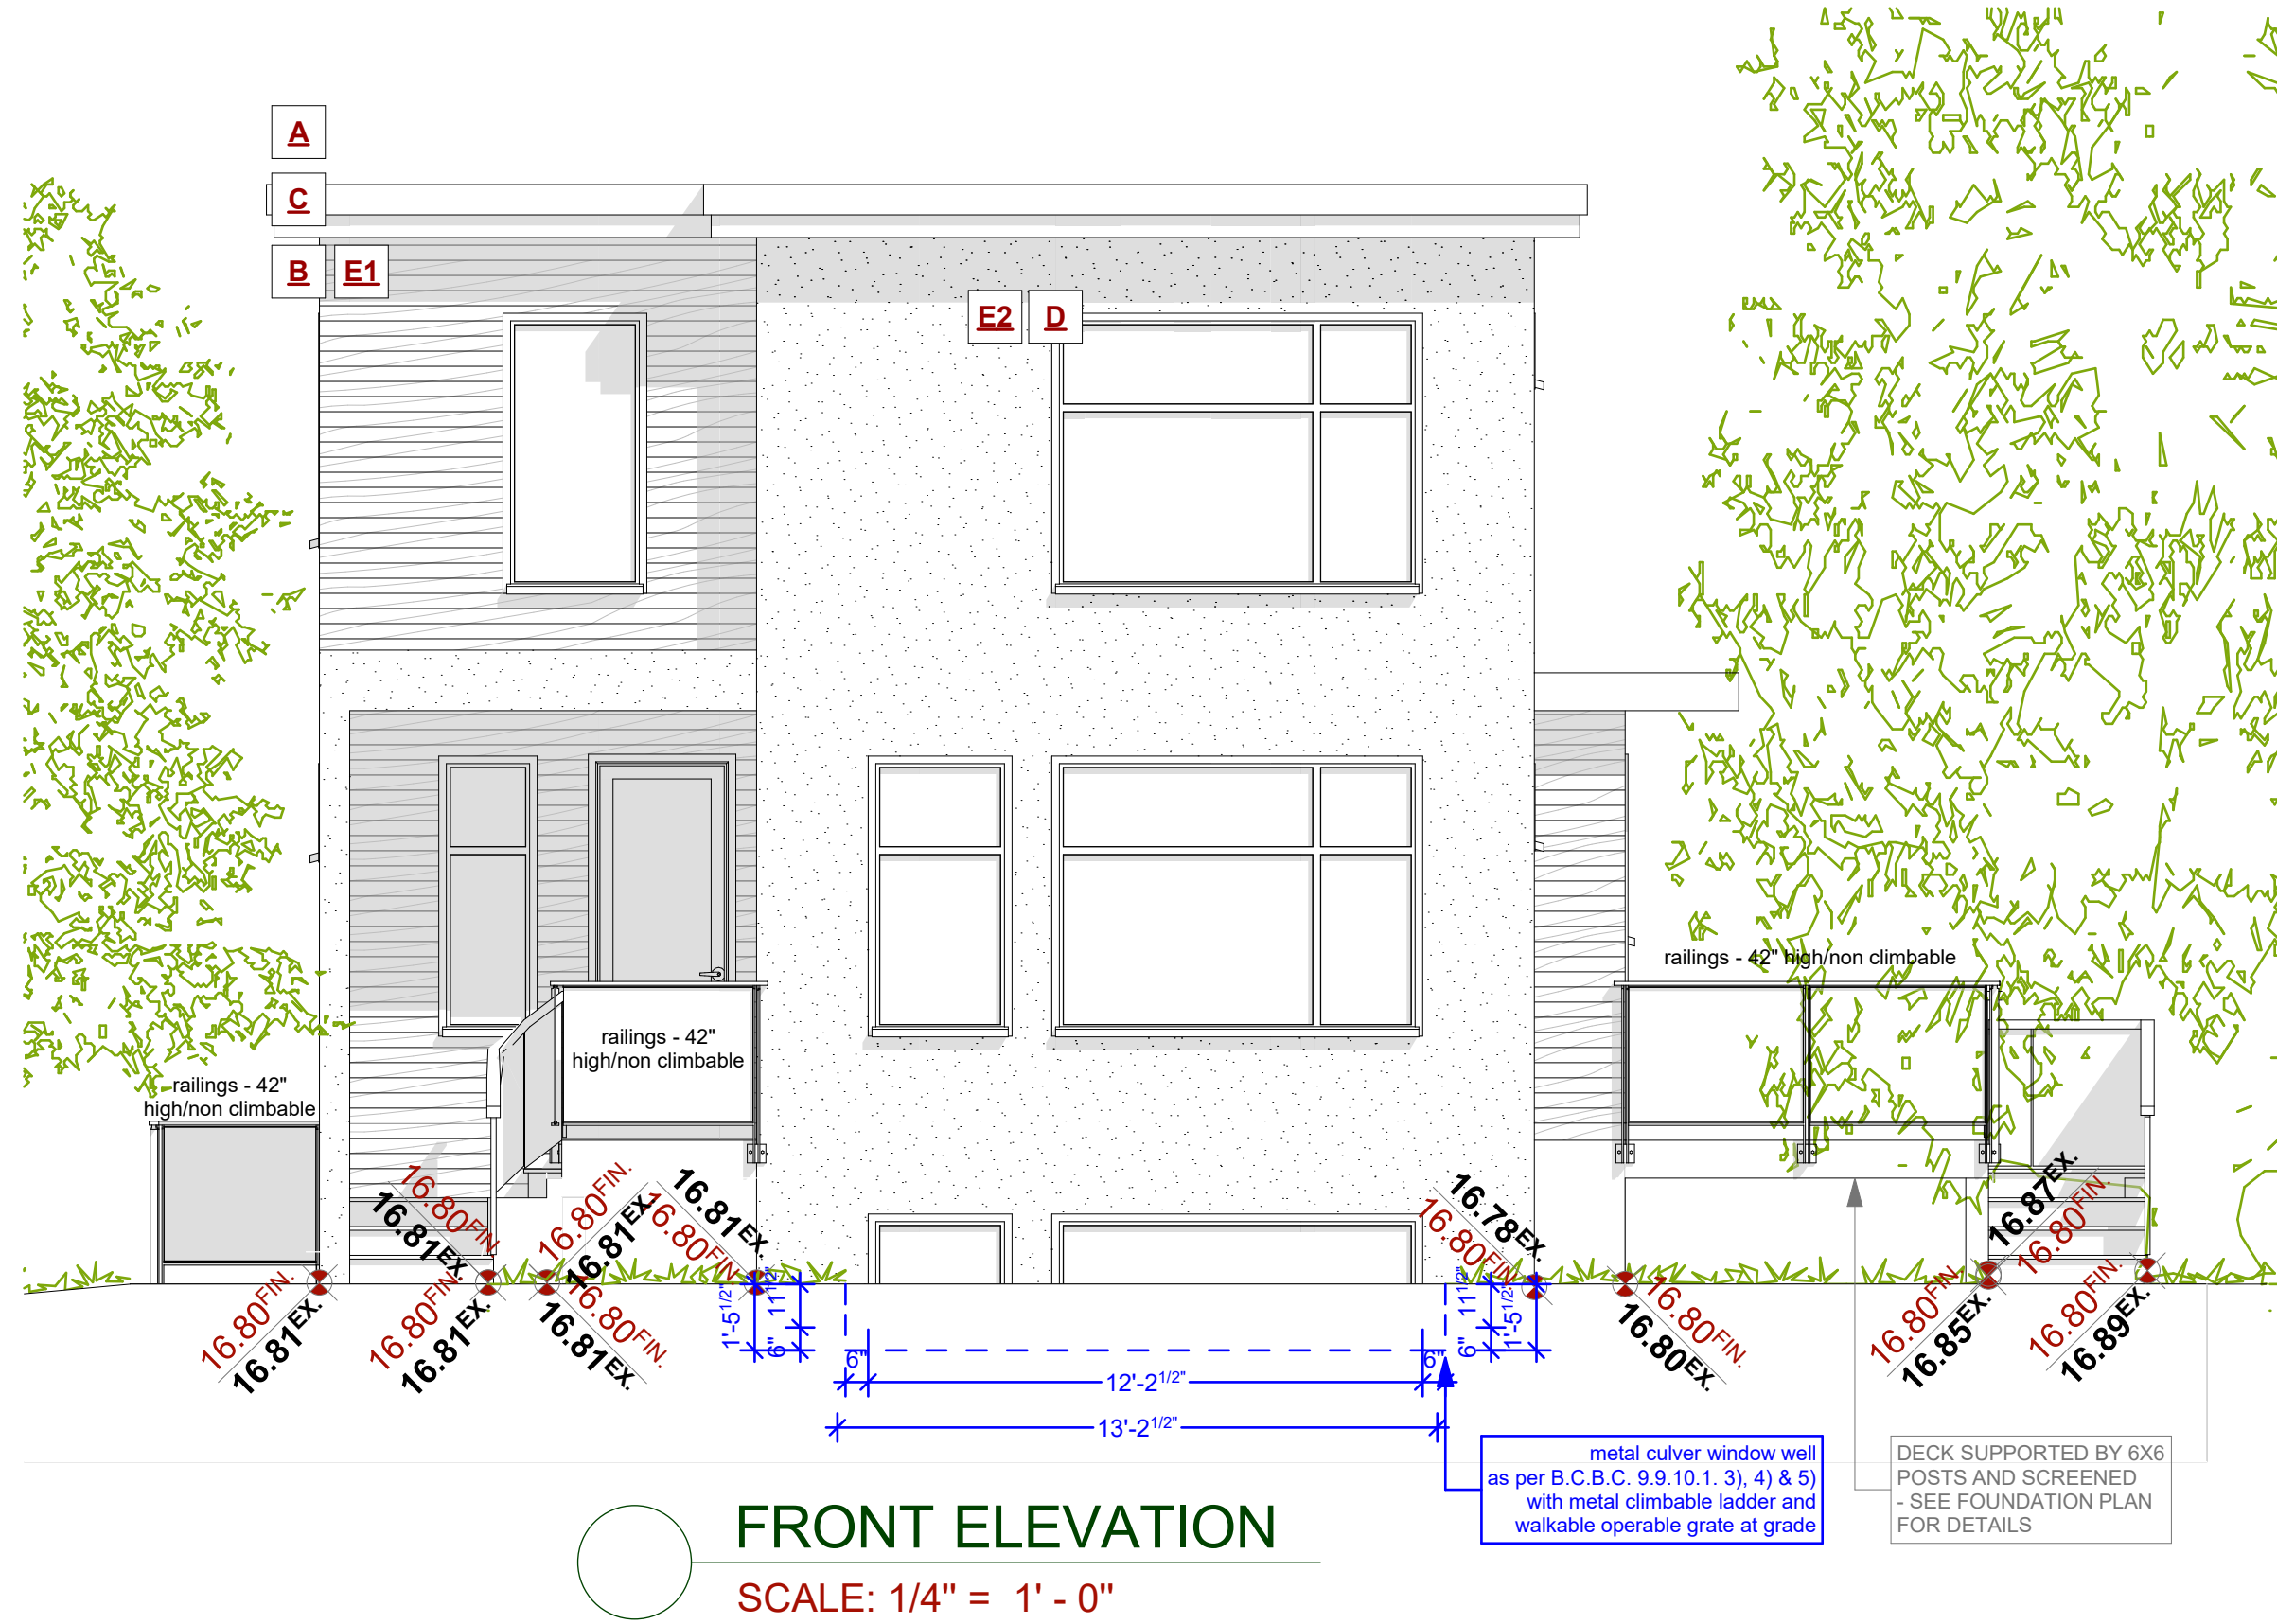 A
C
B
E1
E2
D
railings - 42" high/non climbable
railings - 42"
high/non climbable
railings - 42"
high/non climbable
16.80FIN.
16.81EX.
16.80FIN.
16.81EX.
16.81EX.
16.80FIN.
16.78EX.
16.80FIN.
16.87EX.
16.80FIN.
16.80FIN.
16.81EX.
16.80FIN.
16.81EX.
16.80FIN.
16.81EX.
16.80FIN.
16.80EX.
16.80FIN.
16.85EX.
16.80FIN.
16.89EX.
1'-5 1/2"
11 1/2"
6"
11 1/2"
6"
1'-5 1/2"
6"
6"
12'-2 1/2"
13'-2 1/2"
metal culver window well
as per B.C.B.C. 9.9.10.1. 3), 4) & 5)
with metal climbable ladder and
walkable operable grate at grade
DECK SUPPORTED BY 6X6
POSTS AND SCREENED
- SEE FOUNDATION PLAN
FOR DETAILS
FRONT ELEVATION
SCALE: 1/4" = 1' - 0"